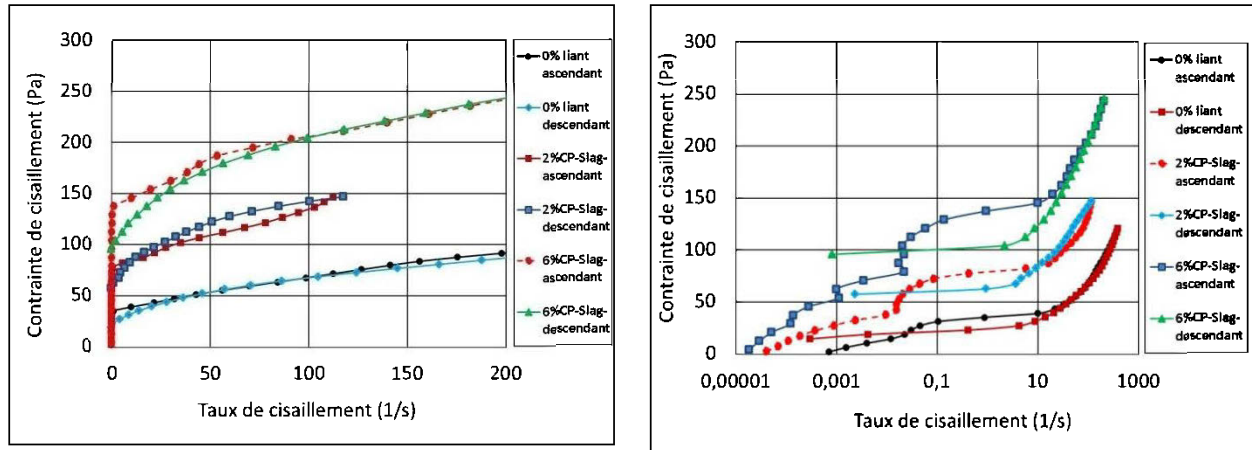 300
250
200
150
100
50
0
Contrainte de cisaillement (Pa)
0
50
100
150
200
Taux de cisaillement (1/s)
0% liant
ascendant
0% liant
descendant
2%CP-Slag-
ascendant
2%CP-Slag-
descendant
6%CP-Slag-
ascendant
6%CP-Slag-
descendant
300
250
200
150
100
50
0
Contrainte de cisaillement (Pa)
0,00001
0,001
0,1
10
1000
Taux de cisaillement (1/s)
0% liant
ascendant
0% liant
descendant
2%CP-Slag-
ascendant
2%CP-Slag-
descendant
6%CP-Slag-
ascendant
6%CP-Slag-
descendant